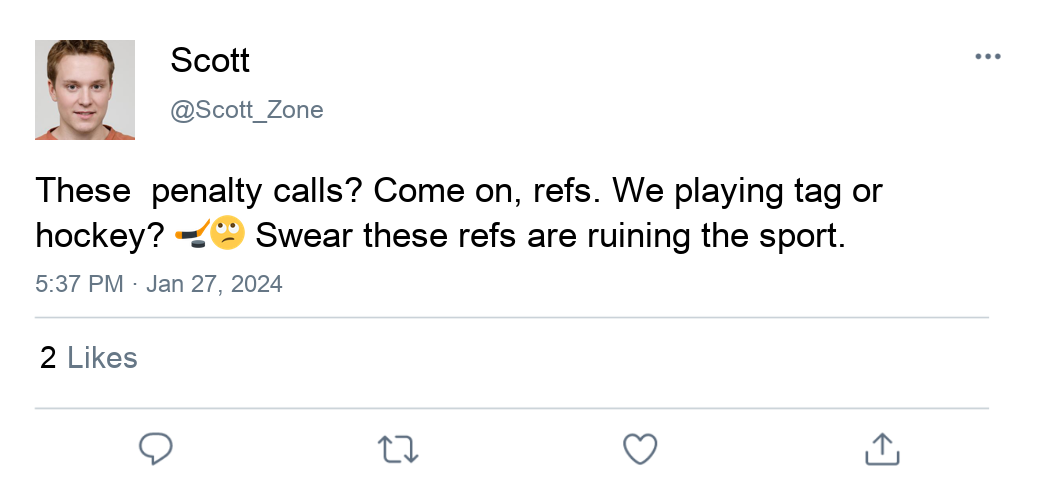 Scott
@Scott_Zone
These  penalty calls? Come on, refs. We playing tag or
hockey? 🏒🙄 Swear these refs are ruining the sport.
5:37 PM · Jan 27, 2024
2 Likes